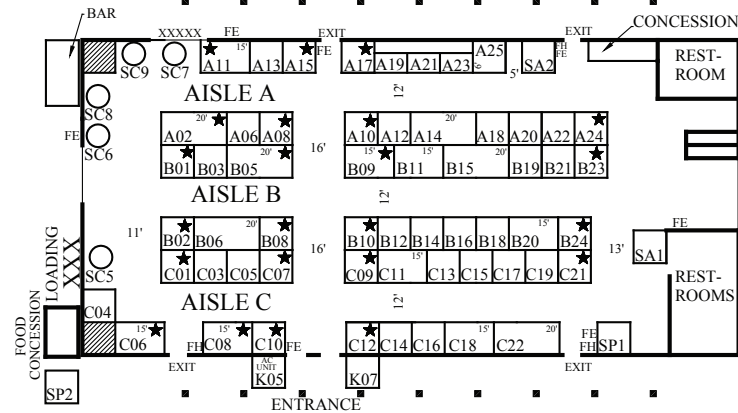 BAR
XXXXX
FE
EXIT
EXIT
CONCESSION
SC9
SC7
A11
15'
A13
A15
FE
A17
A19
A21
A23
A25
6'
5'
SA2
FH
FE
REST-
ROOM
SC8
AISLE A
12'
FE
SC6
A02
20'
A06
A08
16'
A10
A12
A14
20'
A18
A20
A22
A24
B01
B03
B05
20'
B09
15'
B11
15'
B15
20'
B19
B21
B23
AISLE B
12'
LOADING
XXX
11'
B02
B06
20'
B08
16'
B10
B12
B14
B16
B18
B20
15'
B24
13'
SA1
FE
SC5
C01
C03
C05
C07
C09
C11
15'
C13
C15
C17
C19
C21
REST-
ROOMS
C04
AISLE C
12'
FOOD
CONCESSION
C06
15'
C08
15'
C10
C12
C14
C16
C18
15'
C22
20'
FE
FH
SP1
EXIT
FH
AC
UNIT
FE
EXIT
SP2
K05
K07
ENTRANCE